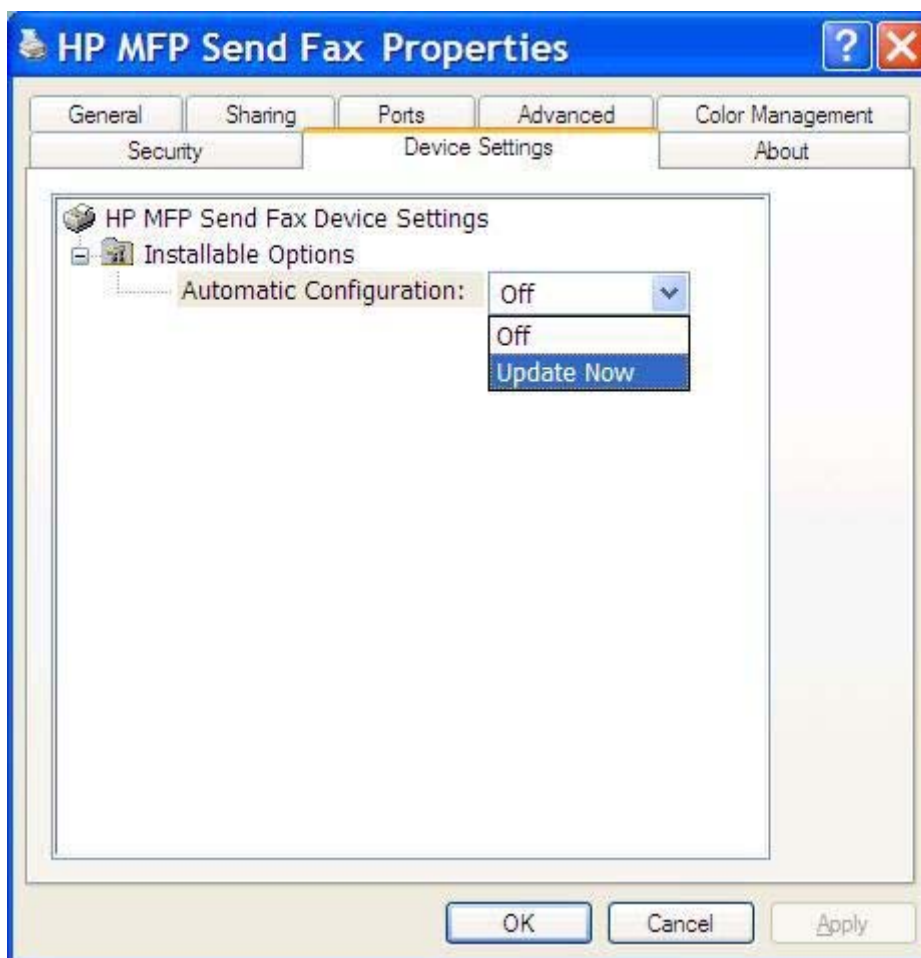 HP MFP Send Fax Properties
?
General Sharing Ports Advanced Color Management
Security Device Settings About
HP MFP Send Fax Device Settings
Installable Options
Automatic Configuration: Off
Off
Update Now
OK Cancel Apply